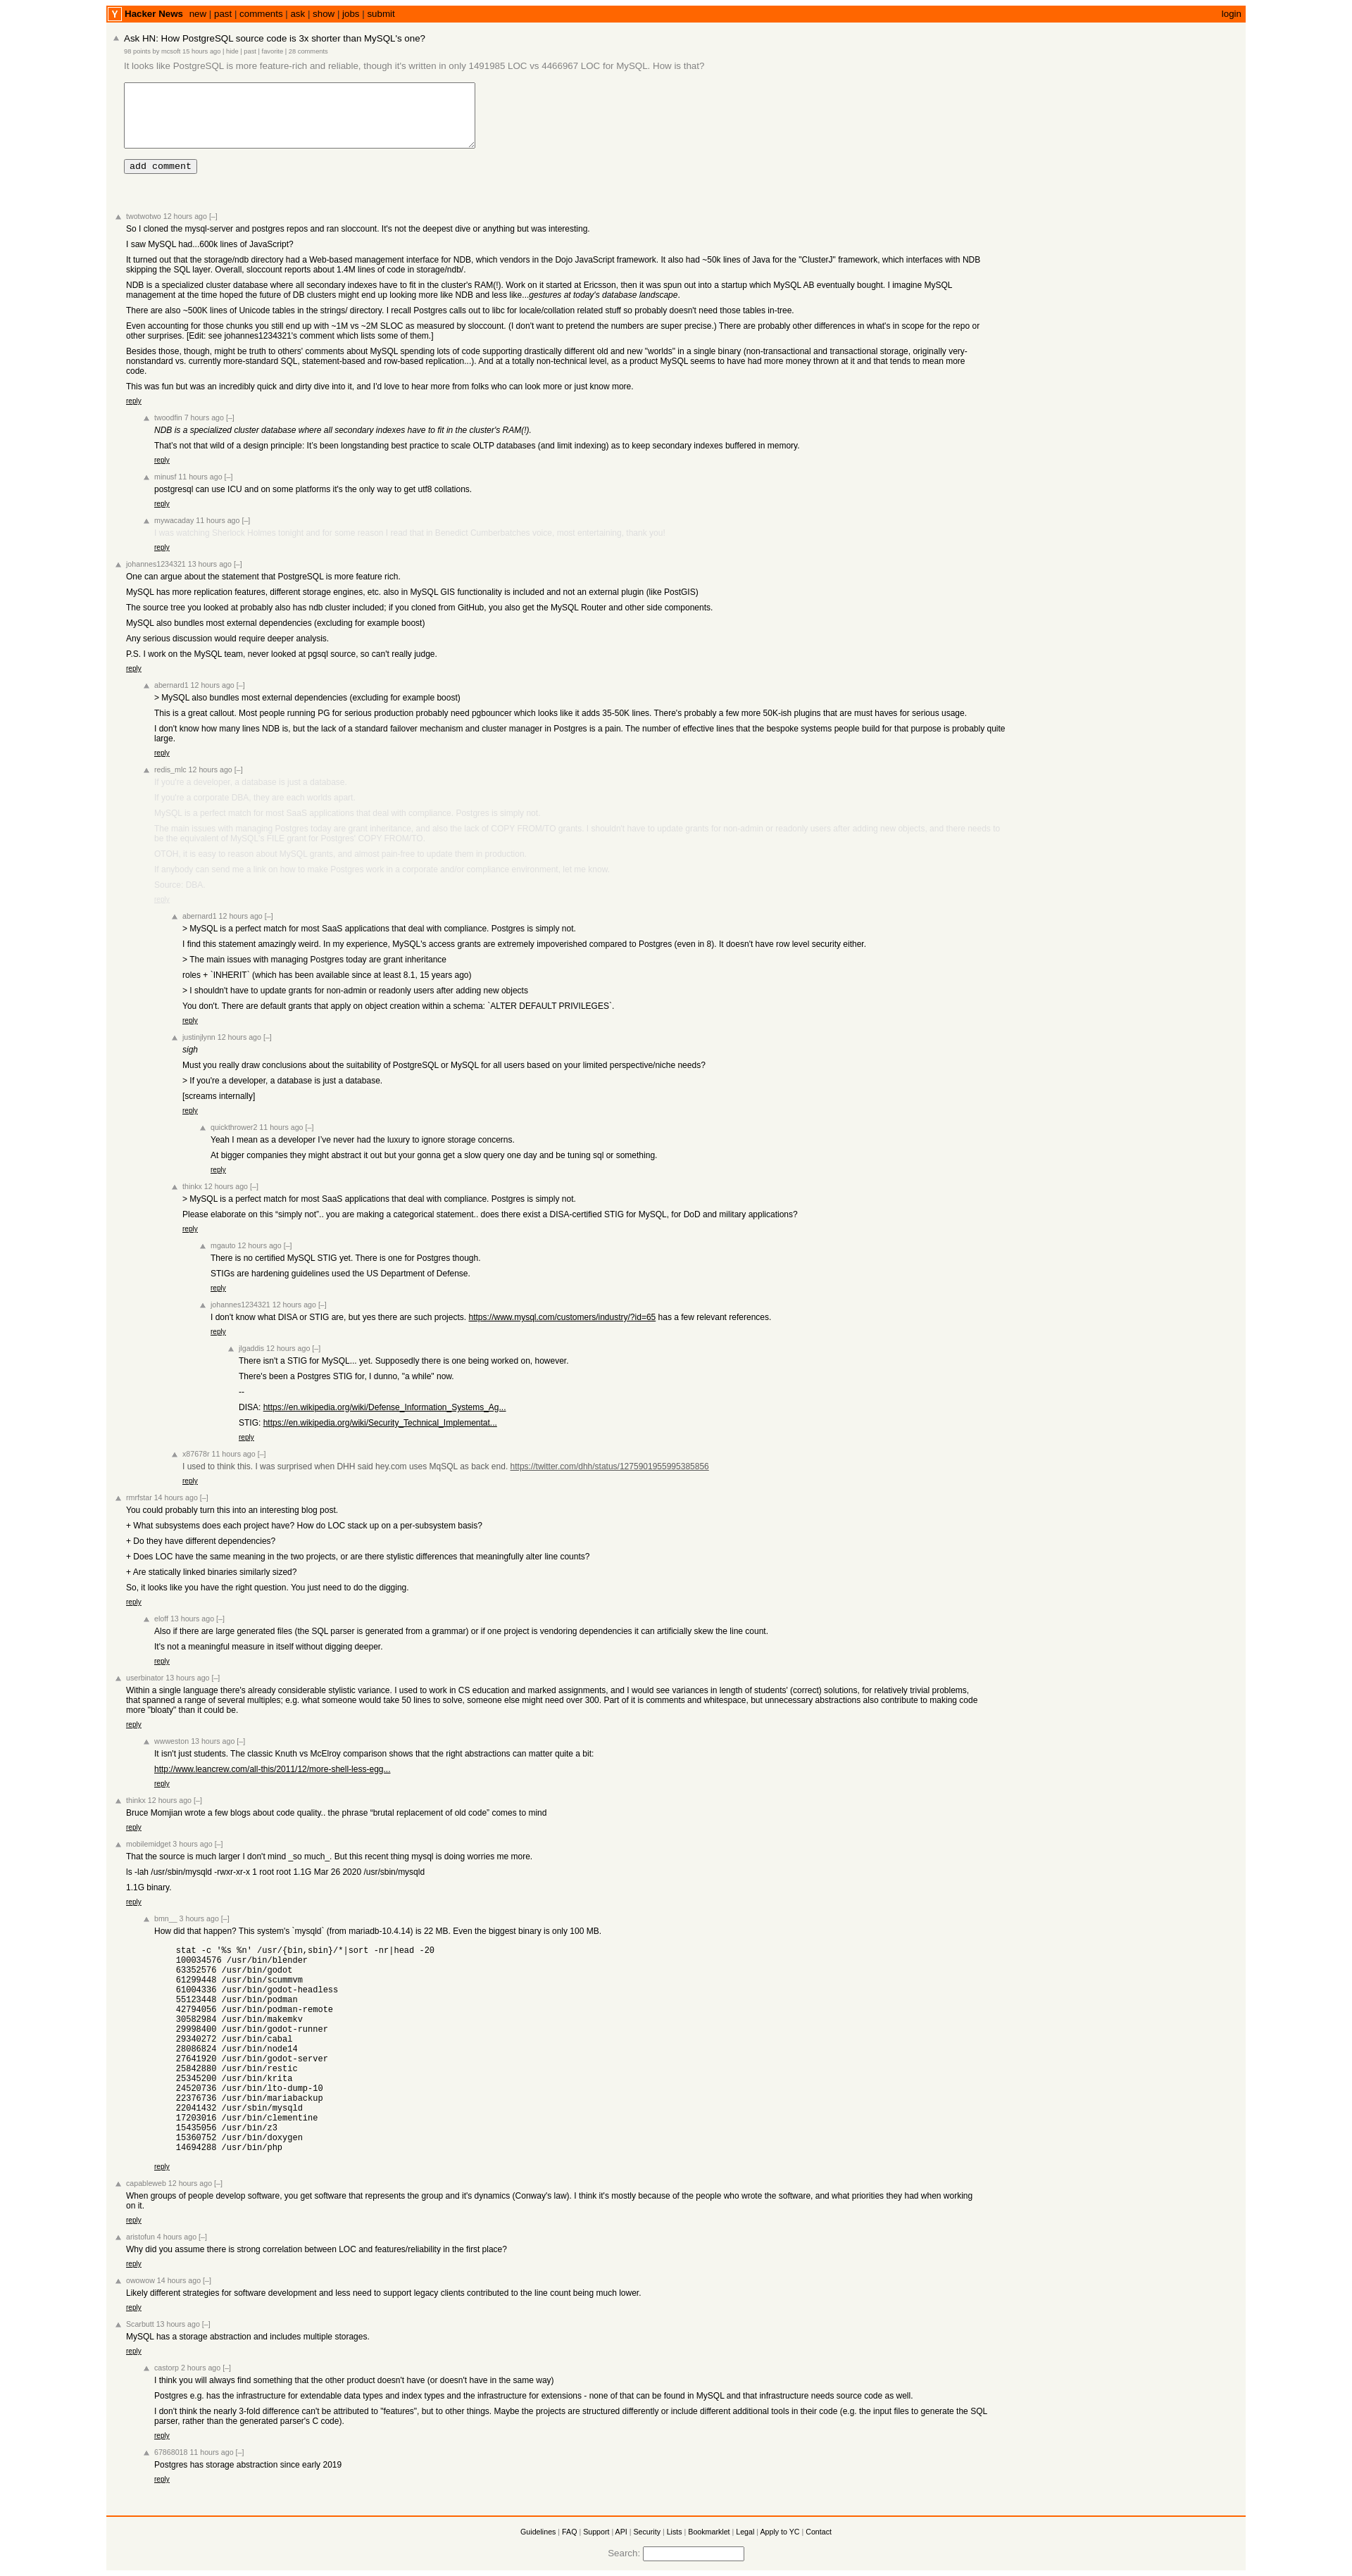 Y Hacker News new | past | comments | ask | show | jobs | submit login
Ask HN: How PostgreSQL source code is 3x shorter than MySQL's one?
98 points by mcsoft 15 hours ago | hide | past | favorite | 28 comments
It looks like PostgreSQL is more feature-rich and reliable, though it's written in only 1491985 LOC vs 4466967 LOC for MySQL. How is that?
add comment
twotwotwo 12 hours ago [–]
So I cloned the mysql-server and postgres repos and ran sloccount. It's not the deepest dive or anything but was interesting.
I saw MySQL had...600k lines of JavaScript?
It turned out that the storage/ndb directory had a Web-based management interface for NDB, which vendors in the Dojo JavaScript framework. It also had ~50k lines of Java for the "ClusterJ" framework, which interfaces with NDB
skipping the SQL layer. Overall, sloccount reports about 1.4M lines of code in storage/ndb/.
NDB is a specialized cluster database where all secondary indexes have to fit in the cluster's RAM(!). Work on it started at Ericsson, then it was spun out into a startup which MySQL AB eventually bought. I imagine MySQL
management at the time hoped the future of DB clusters might end up looking more like NDB and less like...gestures at today's database landscape.
There are also ~500K lines of Unicode tables in the strings/ directory. I recall Postgres calls out to libc for locale/collation related stuff so probably doesn't need those tables in-tree.
Even accounting for those chunks you still end up with ~1M vs ~2M SLOC as measured by sloccount. (I don't want to pretend the numbers are super precise.) There are probably other differences in what's in scope for the repo or
other surprises. [Edit: see johannes1234321's comment which lists some of them.]
Besides those, though, might be truth to others' comments about MySQL spending lots of code supporting drastically different old and new "worlds" in a single binary (non-transactional and transactional storage, originally very-
nonstandard vs. currently more-standard SQL, statement-based and row-based replication...). And at a totally non-technical level, as a product MySQL seems to have had more money thrown at it and that tends to mean more
code.
This was fun but was an incredibly quick and dirty dive into it, and I'd love to hear more from folks who can look more or just know more.
reply
twoodfin 7 hours ago [–]
NDB is a specialized cluster database where all secondary indexes have to fit in the cluster's RAM(!).
That's not that wild of a design principle: It's been longstanding best practice to scale OLTP databases (and limit indexing) as to keep secondary indexes buffered in memory.
reply
minusf 11 hours ago [–]
postgresql can use ICU and on some platforms it's the only way to get utf8 collations.
reply
mywacaday 11 hours ago [–]
I was watching Sherlock Holmes tonight and for some reason I read that in Benedict Cumberbatches voice, most entertaining, thank you!
reply
johannes1234321 13 hours ago [–]
One can argue about the statement that PostgreSQL is more feature rich.
MySQL has more replication features, different storage engines, etc. also in MySQL GIS functionality is included and not an external plugin (like PostGIS)
The source tree you looked at probably also has ndb cluster included; if you cloned from GitHub, you also get the MySQL Router and other side components.
MySQL also bundles most external dependencies (excluding for example boost)
Any serious discussion would require deeper analysis.
P.S. I work on the MySQL team, never looked at pgsql source, so can't really judge.
reply
abernard1 12 hours ago [–]
> MySQL also bundles most external dependencies (excluding for example boost)
This is a great callout. Most people running PG for serious production probably need pgbouncer which looks like it adds 35-50K lines. There's probably a few more 50K-ish plugins that are must haves for serious usage.
I don't know how many lines NDB is, but the lack of a standard failover mechanism and cluster manager in Postgres is a pain. The number of effective lines that the bespoke systems people build for that purpose is probably quite
large.
reply
redis_mlc 12 hours ago [–]
If you're a developer, a database is just a database.
If you're a corporate DBA, they are each worlds apart.
MySQL is a perfect match for most SaaS applications that deal with compliance. Postgres is simply not.
The main issues with managing Postgres today are grant inheritance, and also the lack of COPY FROM/TO grants. I shouldn't have to update grants for non-admin or readonly users after adding new objects, and there needs to
be the equivalent of MySQL's FILE grant for Postgres' COPY FROM/TO.
OTOH, it is easy to reason about MySQL grants, and almost pain-free to update them in production.
If anybody can send me a link on how to make Postgres work in a corporate and/or compliance environment, let me know.
Source: DBA.
reply
abernard1 12 hours ago [–]
> MySQL is a perfect match for most SaaS applications that deal with compliance. Postgres is simply not.
I find this statement amazingly weird. In my experience, MySQL's access grants are extremely impoverished compared to Postgres (even in 8). It doesn't have row level security either.
> The main issues with managing Postgres today are grant inheritance
roles + `INHERIT` (which has been available since at least 8.1, 15 years ago)
> I shouldn't have to update grants for non-admin or readonly users after adding new objects
You don't. There are default grants that apply on object creation within a schema: `ALTER DEFAULT PRIVILEGES`.
reply
justinjlynn 12 hours ago [–]
sigh
Must you really draw conclusions about the suitability of PostgreSQL or MySQL for all users based on your limited perspective/niche needs?
> If you're a developer, a database is just a database.
[screams internally]
reply
quickthrower2 11 hours ago [–]
Yeah I mean as a developer I've never had the luxury to ignore storage concerns.
At bigger companies they might abstract it out but your gonna get a slow query one day and be tuning sql or something.
reply
thinkx 12 hours ago [–]
> MySQL is a perfect match for most SaaS applications that deal with compliance. Postgres is simply not.
Please elaborate on this “simply not”.. you are making a categorical statement.. does there exist a DISA-certified STIG for MySQL, for DoD and military applications?
reply
mgauto 12 hours ago [–]
There is no certified MySQL STIG yet. There is one for Postgres though.
STIGs are hardening guidelines used the US Department of Defense.
reply
johannes1234321 12 hours ago [–]
I don't know what DISA or STIG are, but yes there are such projects. https://www.mysql.com/customers/industry/?id=65 has a few relevant references.
reply
jlgaddis 12 hours ago [–]
There isn't a STIG for MySQL... yet. Supposedly there is one being worked on, however.
There's been a Postgres STIG for, I dunno, "a while" now.
--
DISA: https://en.wikipedia.org/wiki/Defense_Information_Systems_Ag...
STIG: https://en.wikipedia.org/wiki/Security_Technical_Implementat...
reply
x87678r 11 hours ago [–]
I used to think this. I was surprised when DHH said hey.com uses MqSQL as back end. https://twitter.com/dhh/status/1275901955995385856
reply
rmrfstar 14 hours ago [–]
You could probably turn this into an interesting blog post.
+ What subsystems does each project have? How do LOC stack up on a per-subsystem basis?
+ Do they have different dependencies?
+ Does LOC have the same meaning in the two projects, or are there stylistic differences that meaningfully alter line counts?
+ Are statically linked binaries similarly sized?
So, it looks like you have the right question. You just need to do the digging.
reply
eloff 13 hours ago [–]
Also if there are large generated files (the SQL parser is generated from a grammar) or if one project is vendoring dependencies it can artificially skew the line count.
It's not a meaningful measure in itself without digging deeper.
reply
userbinator 13 hours ago [–]
Within a single language there's already considerable stylistic variance. I used to work in CS education and marked assignments, and I would see variances in length of students' (correct) solutions, for relatively trivial problems,
that spanned a range of several multiples; e.g. what someone would take 50 lines to solve, someone else might need over 300. Part of it is comments and whitespace, but unnecessary abstractions also contribute to making code
more "bloaty" than it could be.
reply
wwweston 13 hours ago [–]
It isn't just students. The classic Knuth vs McElroy comparison shows that the right abstractions can matter quite a bit:
http://www.leancrew.com/all-this/2011/12/more-shell-less-egg...
reply
thinkx 12 hours ago [–]
Bruce Momjian wrote a few blogs about code quality.. the phrase “brutal replacement of old code” comes to mind
reply
mobilemidget 3 hours ago [–]
That the source is much larger I don't mind _so much_. But this recent thing mysql is doing worries me more.
ls -lah /usr/sbin/mysqld -rwxr-xr-x 1 root root 1.1G Mar 26 2020 /usr/sbin/mysqld
1.1G binary.
reply
bmn__ 3 hours ago [–]
How did that happen? This system's `mysqld` (from mariadb-10.4.14) is 22 MB. Even the biggest binary is only 100 MB.
stat -c '%s %n' /usr/{bin,sbin}/*|sort -nr|head -20
100034576 /usr/bin/blender
63352576 /usr/bin/godot
61299448 /usr/bin/scummvm
61004336 /usr/bin/godot-headless
55123448 /usr/bin/podman
42794056 /usr/bin/podman-remote
30582984 /usr/bin/makemkv
29998400 /usr/bin/godot-runner
29340272 /usr/bin/cabal
28086824 /usr/bin/node14
27641920 /usr/bin/godot-server
25842880 /usr/bin/restic
25345200 /usr/bin/krita
24520736 /usr/bin/lto-dump-10
22376736 /usr/bin/mariabackup
22041432 /usr/sbin/mysqld
17203016 /usr/bin/clementine
15435056 /usr/bin/z3
15360752 /usr/bin/doxygen
14694288 /usr/bin/php
reply
capableweb 12 hours ago [–]
When groups of people develop software, you get software that represents the group and it's dynamics (Conway's law). I think it's mostly because of the people who wrote the software, and what priorities they had when working
on it.
reply
aristofun 4 hours ago [–]
Why did you assume there is strong correlation between LOC and features/reliability in the first place?
reply
owowow 14 hours ago [–]
Likely different strategies for software development and less need to support legacy clients contributed to the line count being much lower.
reply
Scarbutt 13 hours ago [–]
MySQL has a storage abstraction and includes multiple storages.
reply
castorp 2 hours ago [–]
I think you will always find something that the other product doesn't have (or doesn't have in the same way)
Postgres e.g. has the infrastructure for extendable data types and index types and the infrastructure for extensions - none of that can be found in MySQL and that infrastructure needs source code as well.
I don't think the nearly 3-fold difference can't be attributed to "features", but to other things. Maybe the projects are structured differently or include different additional tools in their code (e.g. the input files to generate the SQL
parser, rather than the generated parser's C code).
reply
67868018 11 hours ago [–]
Postgres has storage abstraction since early 2019
reply
Guidelines | FAQ | Support | API | Security | Lists | Bookmarklet | Legal | Apply to YC | Contact
Search: